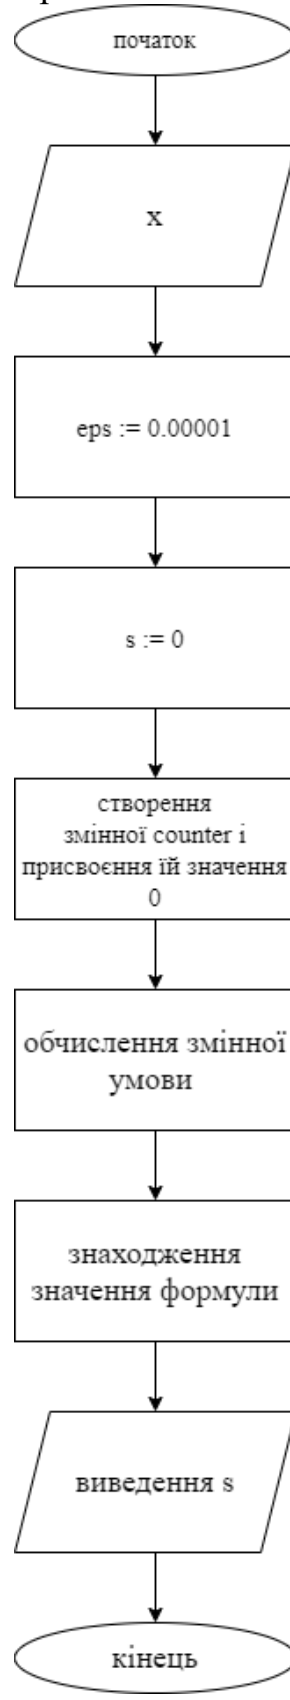 початок
x
eps := 0.00001
s := 0
створення
змінної counter і
присвоєння їй значення
0
обчислення змінної
умови
знаходження
значення формули
виведення s
кінець